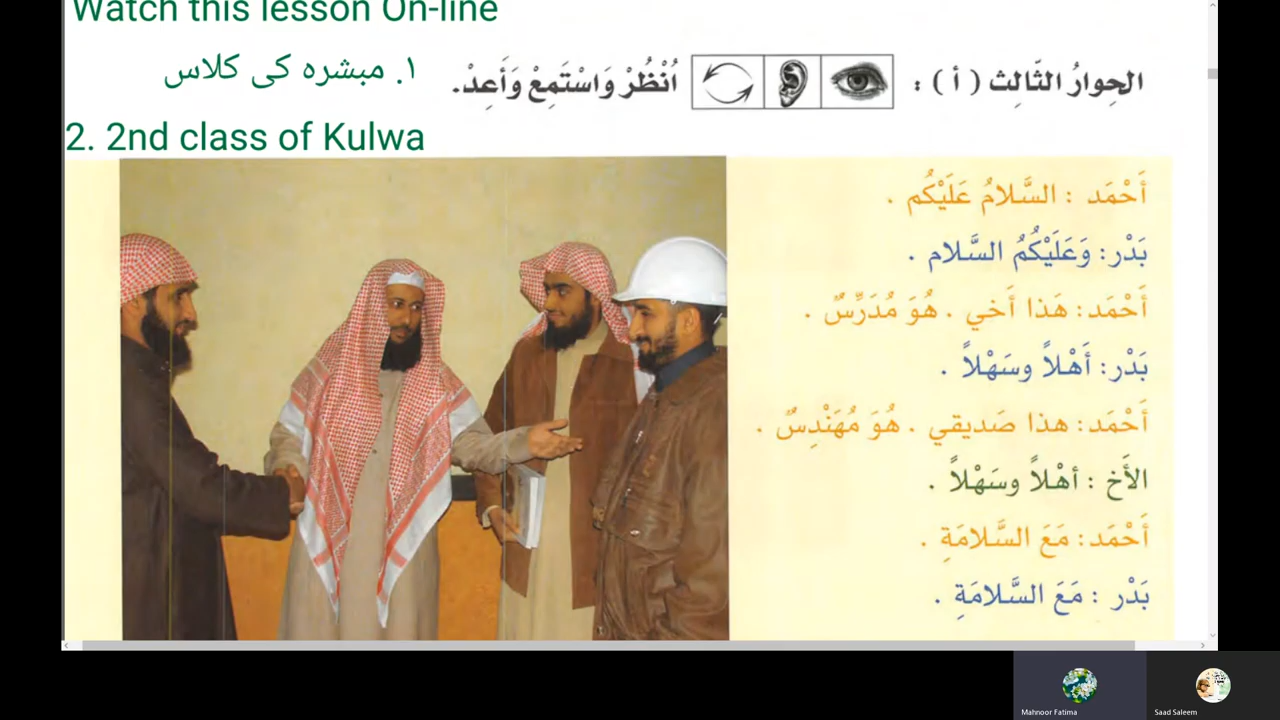 Watch this lesson On-line
الحِوارُ الثّالِث ( أ ) : اُنْظُرْ وَاسْتَمِعْ وَأَعِدْ.
١. مبشرہ کی کلاس
2. 2nd class of Kulwa
أَحْمَد : السَّلامُ عَلَيْكُم .
بَدْر: وَعَلَيْكُمُ السَّلام .
أَحْمَد: هَذا أَخي . هُوَ مُدَرِّسٌ .
بَدْر: أَهْلاً وسَهْلاً .
أَحْمَد: هذا صَديقي . هُوَ مُهَنْدِسٌ .
الأَخ : أهْلاً وسَهْلاً .
أَحْمَد: مَعَ السَّلامَةِ .
بَدْر : مَعَ السَّلامَةِ .
Mahnoor Fatima
Saad Saleem